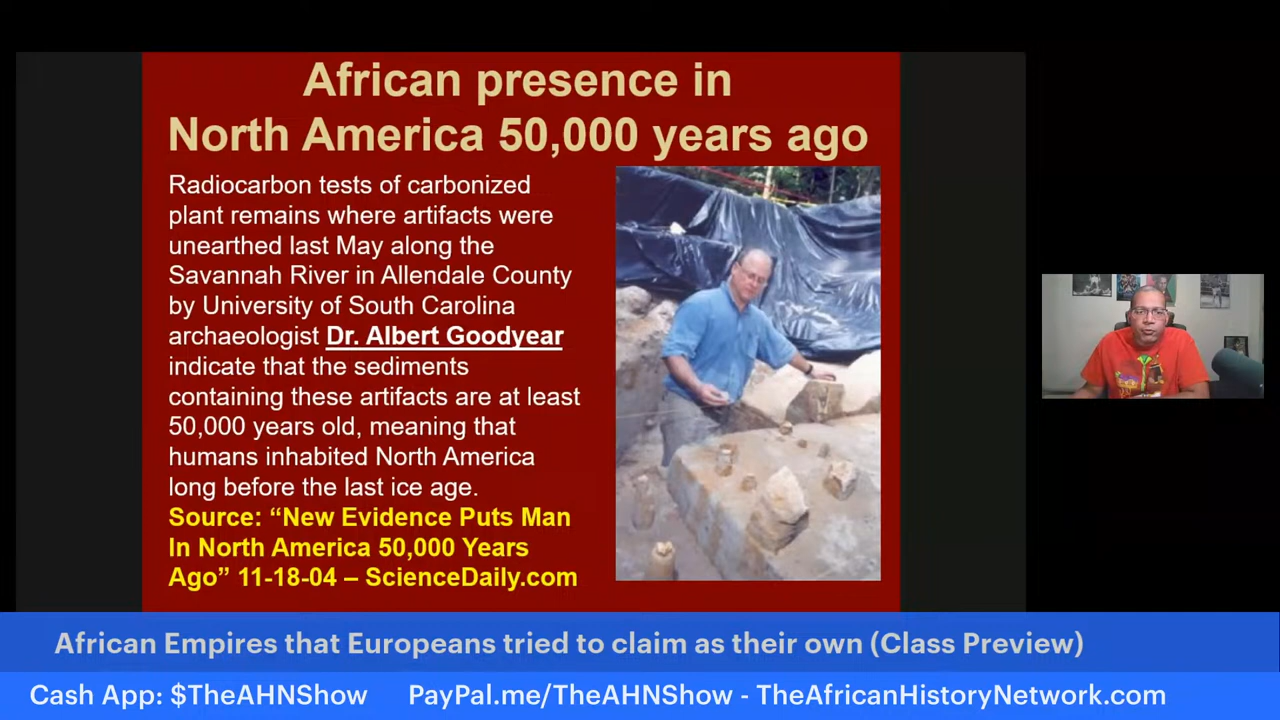 African presence in
North America 50,000 years ago
Radiocarbon tests of carbonized
plant remains where artifacts were
unearthed last May along the
Savannah River in Allendale County
by University of South Carolina
archaeologist Dr. Albert Goodyear
indicate that the sediments
containing these artifacts are at least
50,000 years old, meaning that
humans inhabited North America
long before the last ice age.
Source: “New Evidence Puts Man
In North America 50,000 Years
Ago” 11-18-04 – ScienceDaily.com
African Empires that Europeans tried to claim as their own (Class Preview)
Cash App: $TheAHNShow PayPal.me/TheAHNShow - TheAfricanHistoryNetwork.com